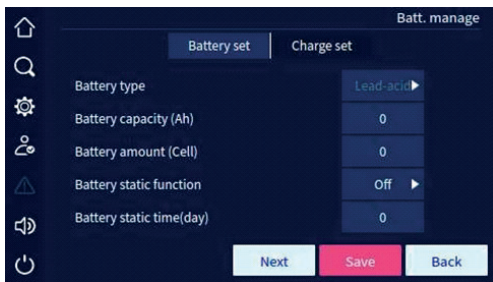 Batt. manage
Battery set Charge set
Battery type Lead-acid
Battery capacity (Ah) 0
Battery amount (Cell) 0
Battery static function Off
Battery static time(day) 0
Next Save Back